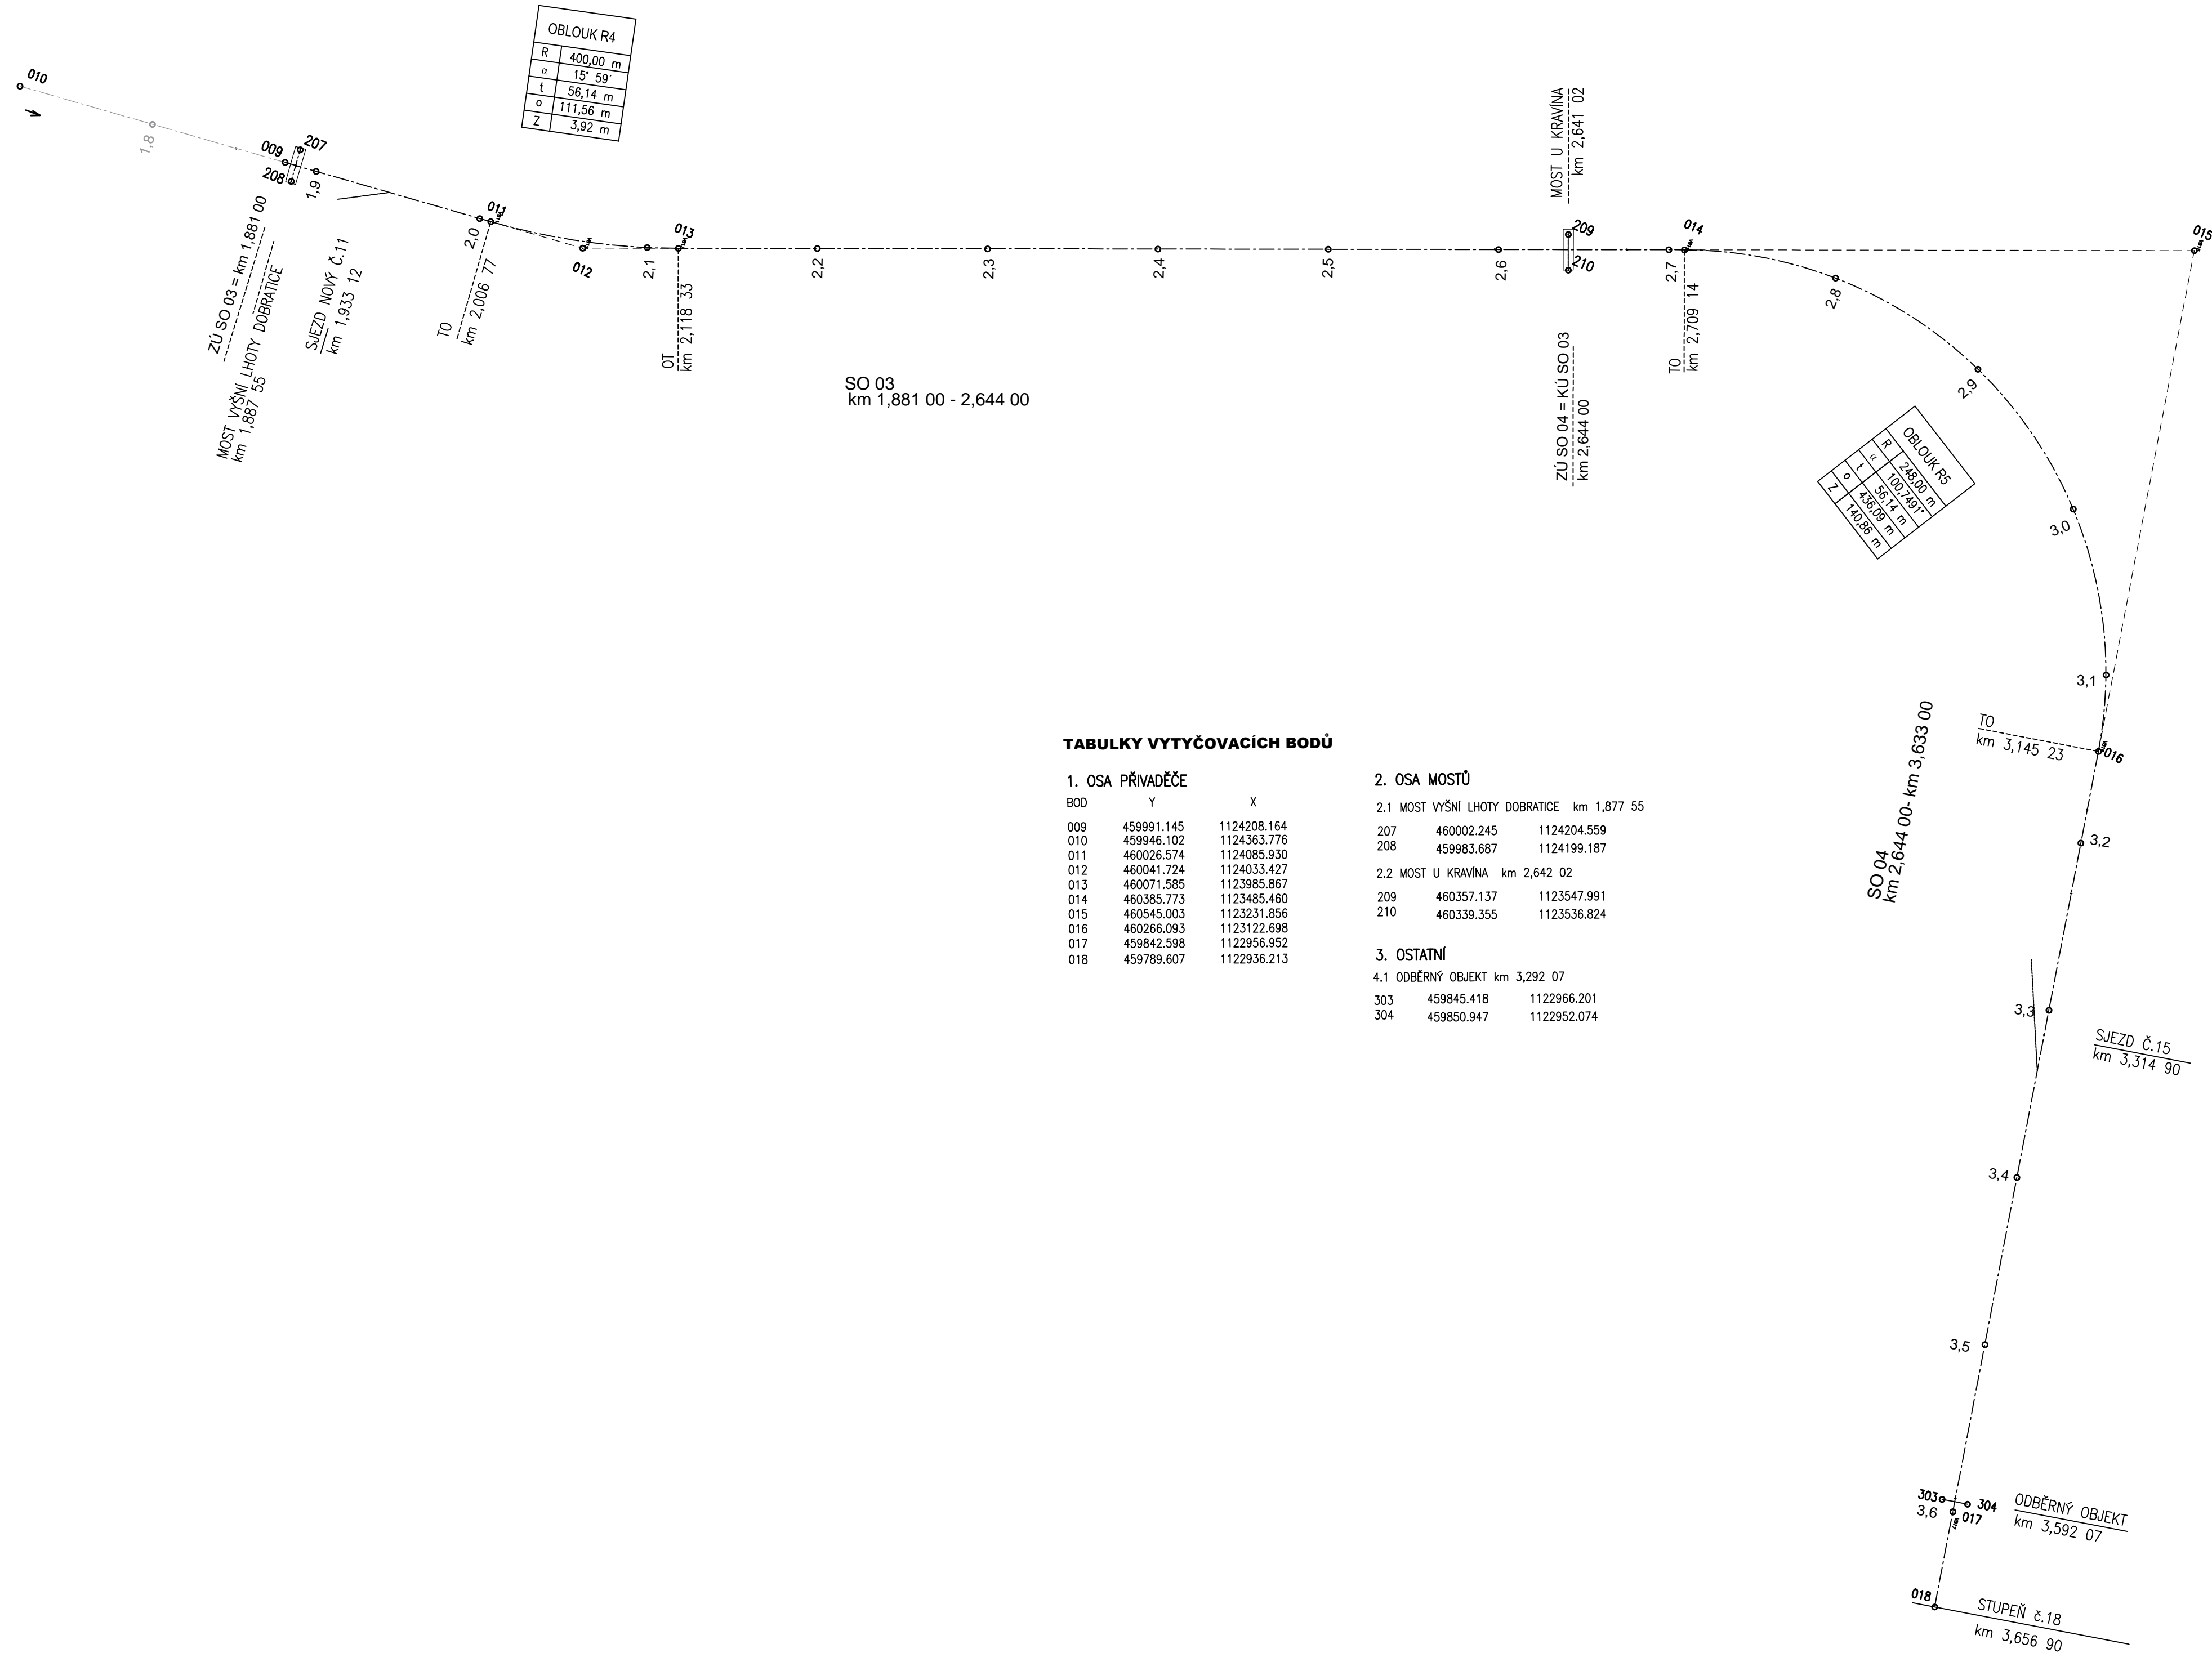 OBLOUK R4
R 400,00 m
α 15° 59'
t 56,14 m
o 111,56 m
Z 3,92 m
010
1,8
009
207
208
1,9
ZÚ SO 03 = km 1,881 00
MOST VYŠNÍ LHOTY DOBRATICE
km 1,887 55
SJEZD NOVÝ Č.11
km 1,933 12
011
2,0
TO
km 2,006 77
012
2,1
013
OT
km 2,118 33
2,2
2,3
2,4
2,5
2,6
SO 03
km 1,881 00 - 2,644 00
MOST U KRAVÍNA
km 2,641 02
209
210
ZÚ SO 04 = KÚ SO 03
km 2,644 00
2,7
014
TO
km 2,709 14
015
2,8
2,9
3,0
OBLOUK R5
R 248,00 m
α 100,7491°
t 56,14 m
o 436,09 m
Z 140,86 m
3,1
TO
km 3,145 23
016
3,2
SO 04
km 2,644 00- km 3,633 00
TABULKY VYTYČOVACÍCH BODŮ
1. OSA PŘIVADĚČE
BOD Y X
009 459991.145 1124208.164
010 459946.102 1124363.776
011 460026.574 1124085.930
012 460041.724 1124033.427
013 460071.585 1123985.867
014 460385.773 1123485.460
015 460545.003 1123231.856
016 460266.093 1123122.698
017 459842.598 1122956.952
018 459789.607 1122936.213
2. OSA MOSTŮ
2.1 MOST VYŠNÍ LHOTY DOBRATICE km 1,877 55
207 460002.245 1124204.559
208 459983.687 1124199.187
2.2 MOST U KRAVÍNA km 2,642 02
209 460357.137 1123547.991
210 460339.355 1123536.824
3. OSTATNÍ
4.1 ODBĚRNÝ OBJEKT km 3,292 07
303 459845.418 1122966.201
304 459850.947 1122952.074
3,3
SJEZD Č.15
km 3,314 90
3,4
3,5
303
304
3,6
017
ODBĚRNÝ OBJEKT
km 3,592 07
018
STUPEŇ č.18
km 3,656 90